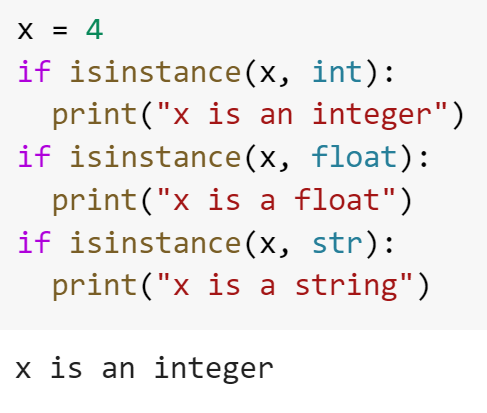 x = 4
if isinstance(x, int):
  print("x is an integer")
if isinstance(x, float):
  print("x is a float")
if isinstance(x, str):
  print("x is a string")
x is an integer